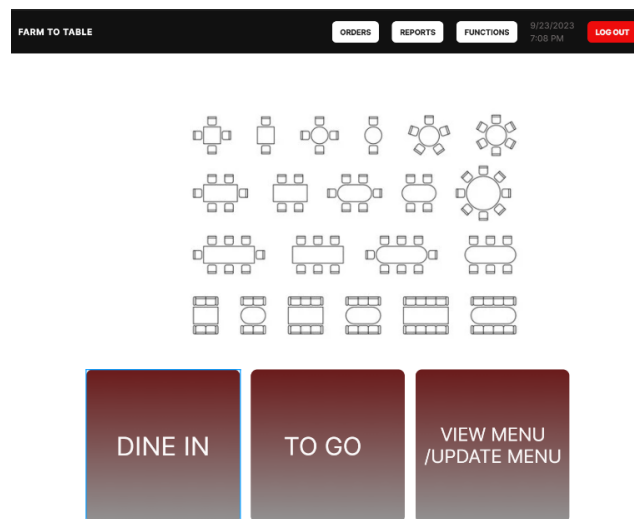 FARM TO TABLE
ORDERS
REPORTS
FUNCTIONS
9/23/2023
7:08 PM
LOG OUT
DINE IN
TO GO
VIEW MENU
/UPDATE MENU